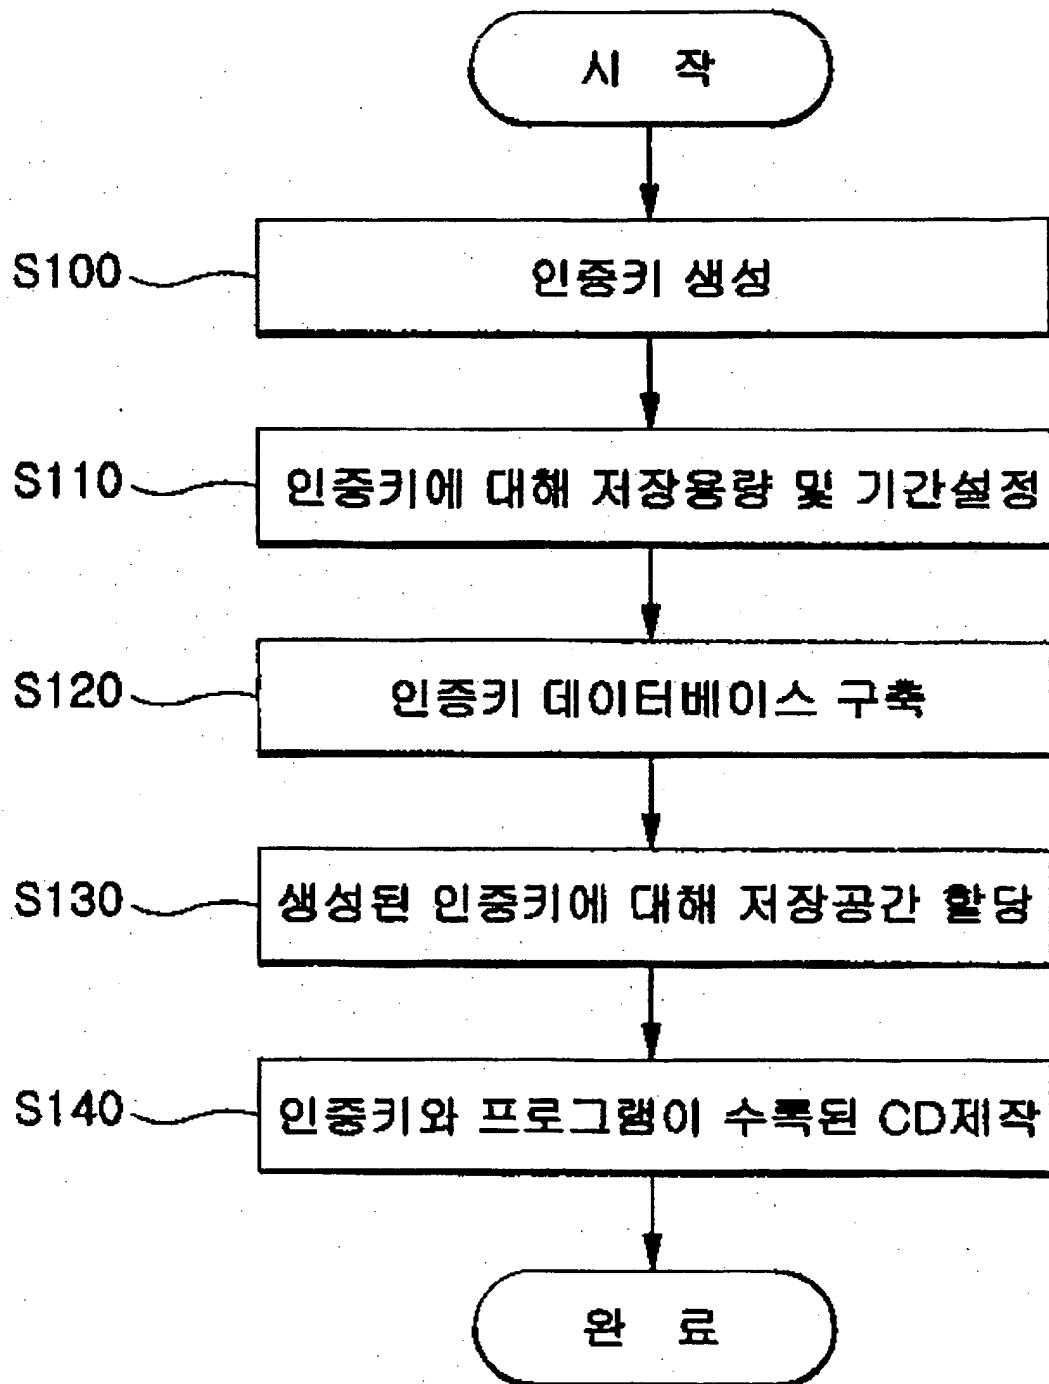 시 작
S100 인증키 생성
S110 인증키에 대해 저장용량 및 기간설정
S120 인증키 데이터베이스 구축
S130 생성된 인증키에 대해 저장공간 할당
S140 인증키와 프로그램이 수록된 CD제작
완 료